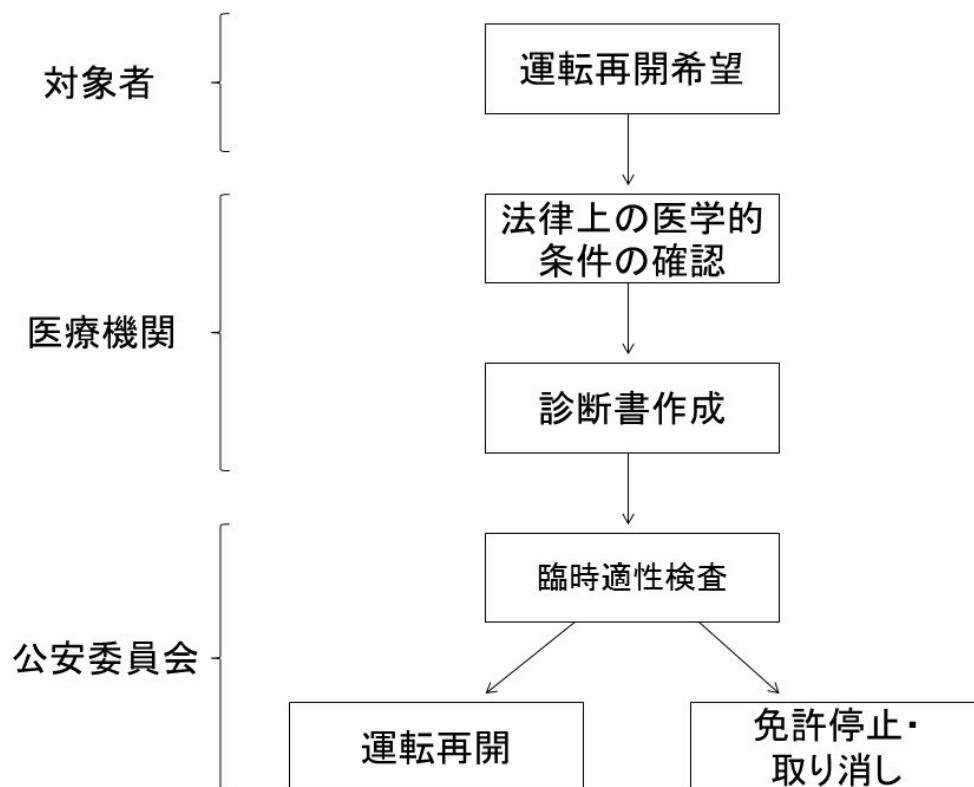 対象者
運転再開希望
法律上の医学的
条件の確認
医療機関
診断書作成
臨時適性検査
公安委員会
運転再開
免許停止・
取り消し